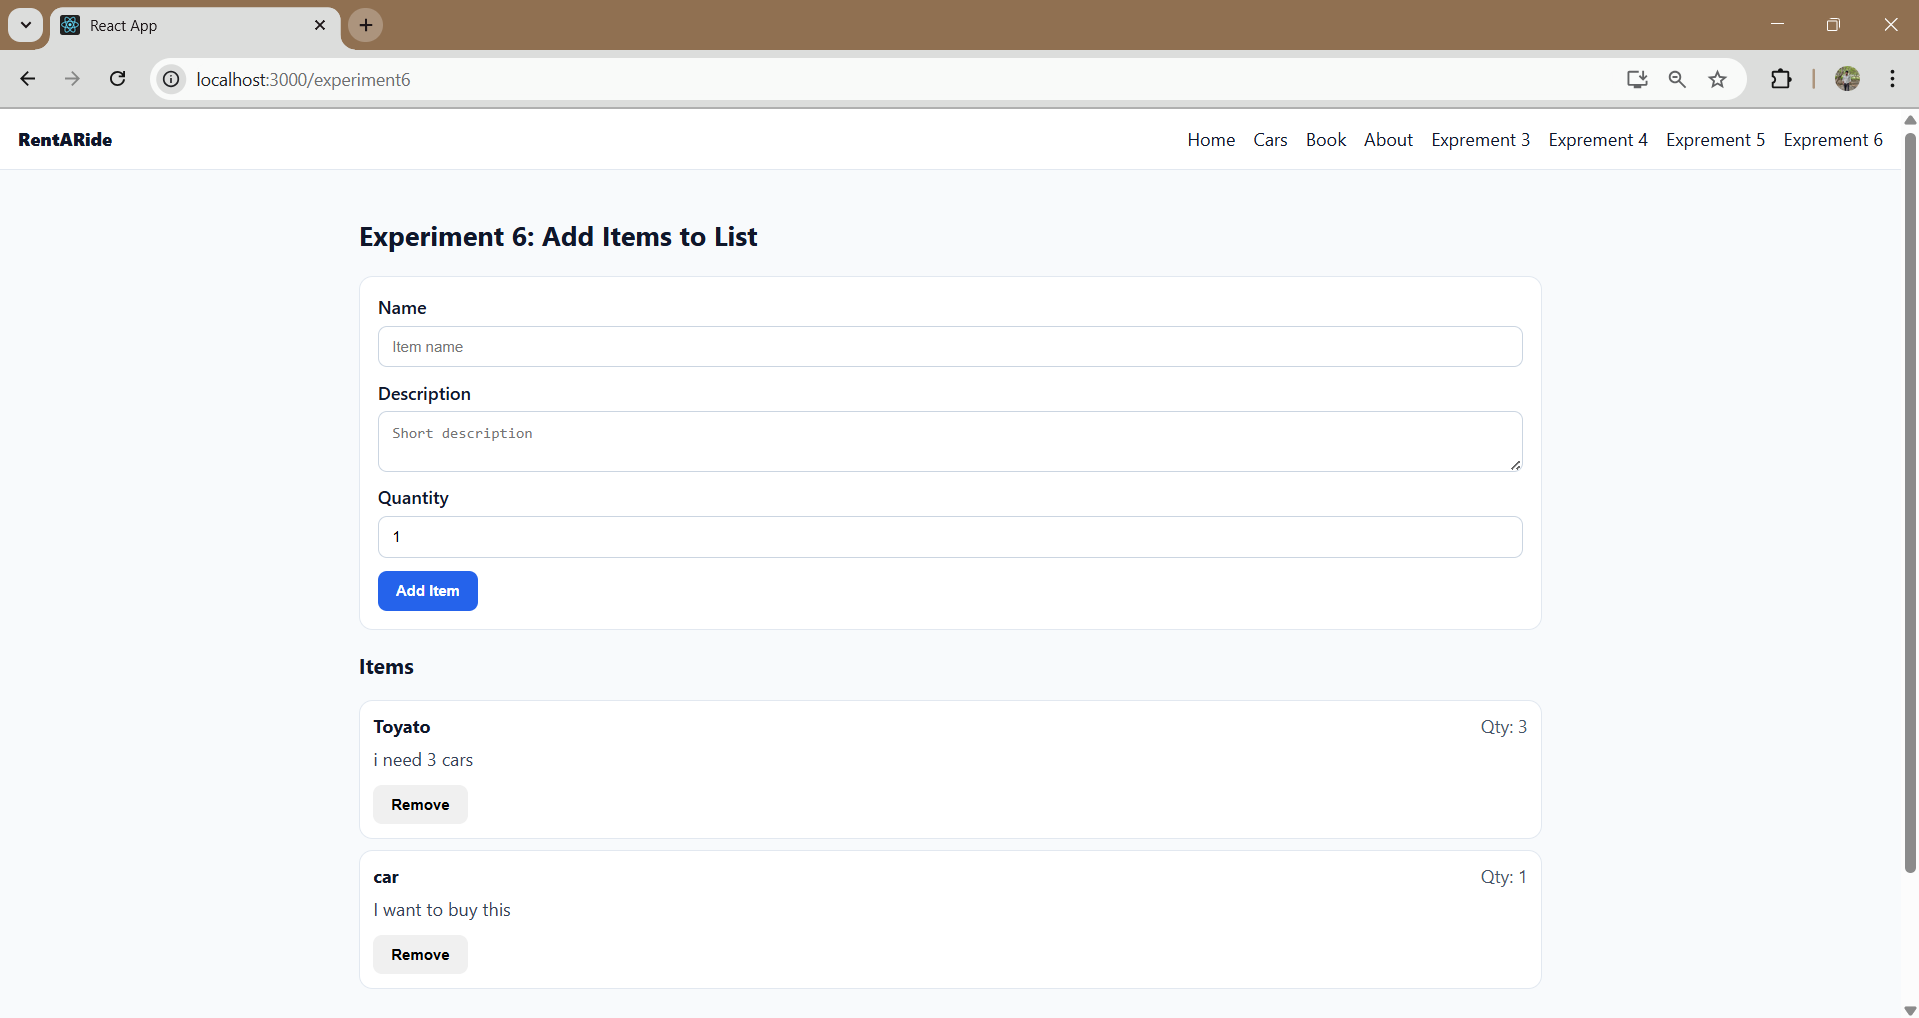 React App
localhost:3000/experiment6
RentARide
Home Cars Book About Exprement 3 Exprement 4 Exprement 5 Exprement 6
Experiment 6: Add Items to List
Name
Item name
Description
Short description
Quantity
1
Add Item
Items
Toyato Qty: 3
i need 3 cars
Remove
car Qty: 1
I want to buy this
Remove